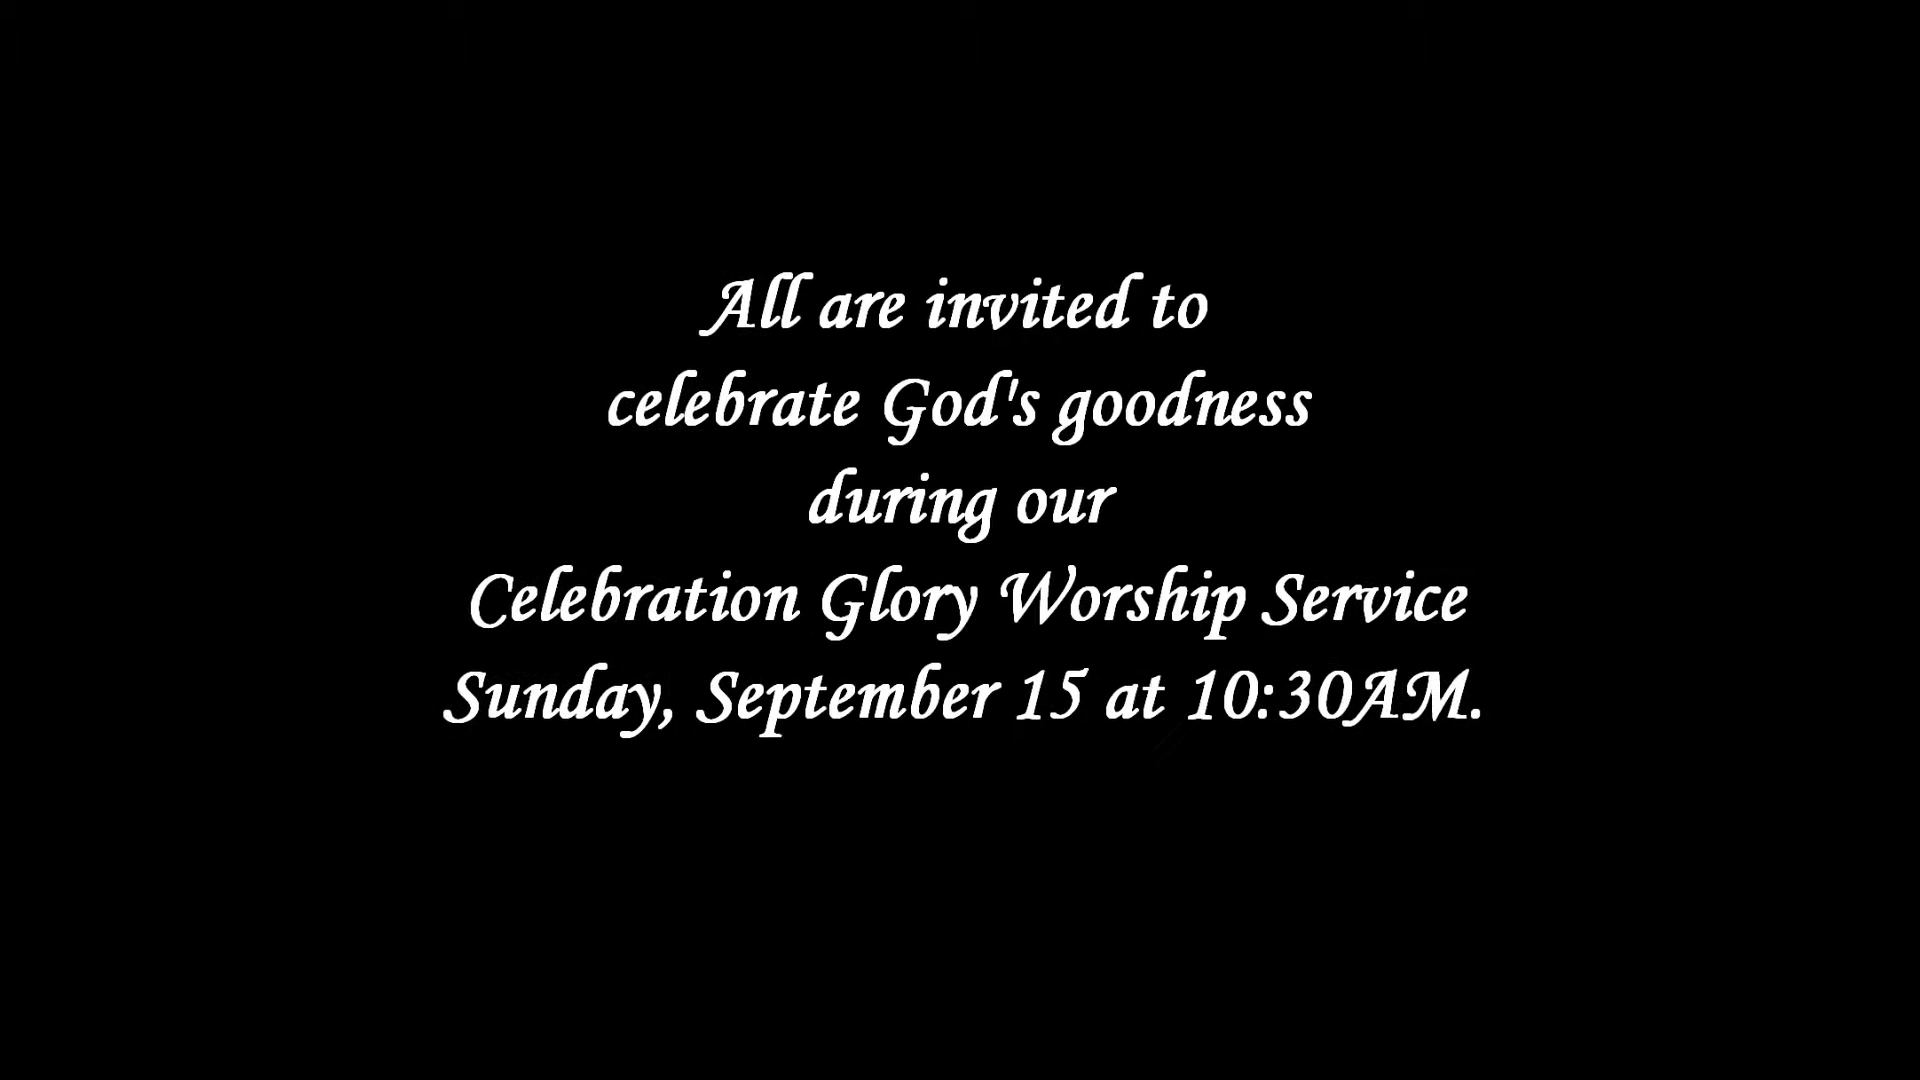 All are invited to
celebrate God's goodness
during our
Celebration Glory Worship Service
Sunday, September 15 at 10:30AM.